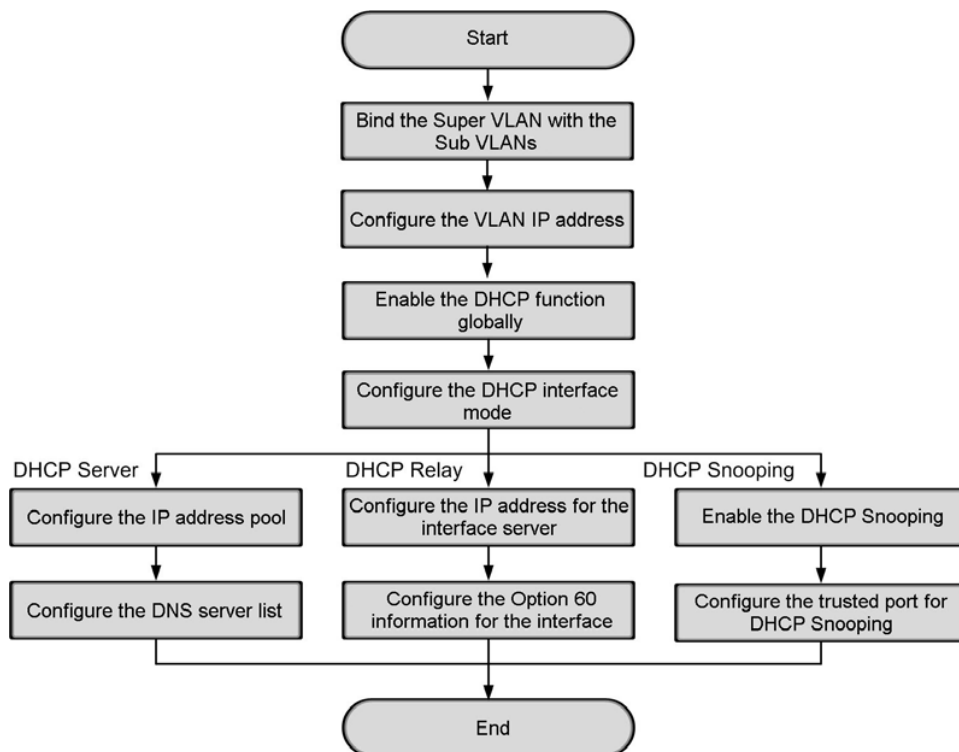 Start
Bind the Super VLAN with the
Sub VLANs
Configure the VLAN IP address
Enable the DHCP function
globally
Configure the DHCP interface
mode
DHCP Server
DHCP Relay
DHCP Snooping
Configure the IP address pool
Configure the IP address for the
interface server
Enable the DHCP Snooping
Configure the DNS server list
Configure the Option 60
information for the interface
Configure the trusted port for
DHCP Snooping
End